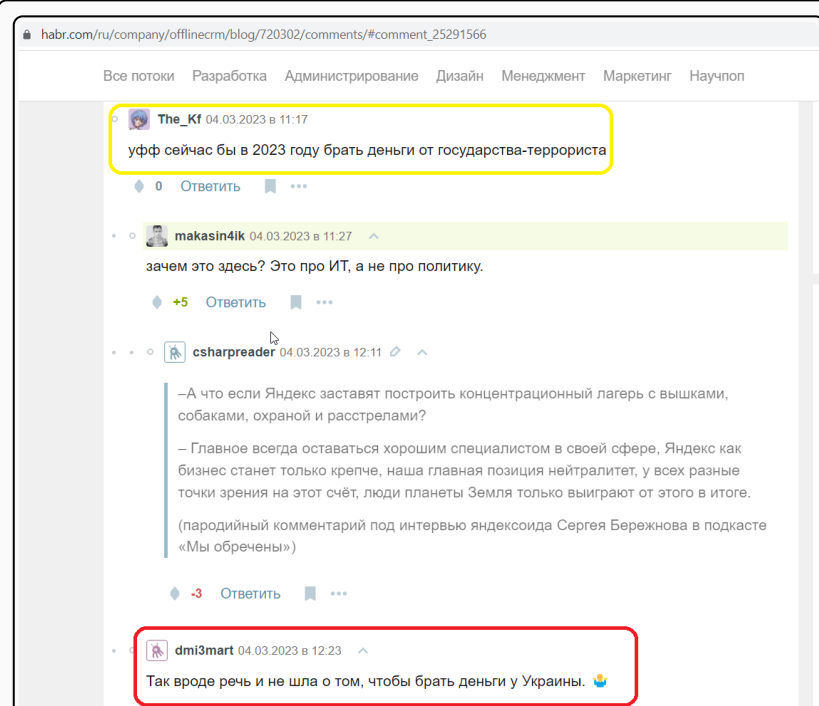 habr.com/ru/company/offlinecrm/blog/720302/comments/#comment_25291566
Все потоки Разработка Администрирование Дизайн Менеджмент Маркетинг Научпоп
The_Kf 04.03.2023 в 11:17
уфф сейчас бы в 2023 году брать деньги от государства-террориста
0 Ответить
makasin4ik 04.03.2023 в 11:27
зачем это здесь? Это про ИТ, а не про политику.
+5 Ответить
csharpreader 04.03.2023 в 12:11
–А что если Яндекс заставят построить концентрационный лагерь с вышками,
собаками, охраной и расстрелами?
– Главное всегда оставаться хорошим специалистом в своей сфере, Яндекс как
бизнес станет только крепче, наша главная позиция нейтралитет, у всех разные
точки зрения на этот счёт, люди планеты Земля только выиграют от этого в итоге.
(пародийный комментарий под интервью яндексоида Сергея Бережнова в подкасте
«Мы обречены»)
-3 Ответить
dmi3mart 04.03.2023 в 12:23
Так вроде речь и не шла о том, чтобы брать деньги у Украины. 🤷‍♂️